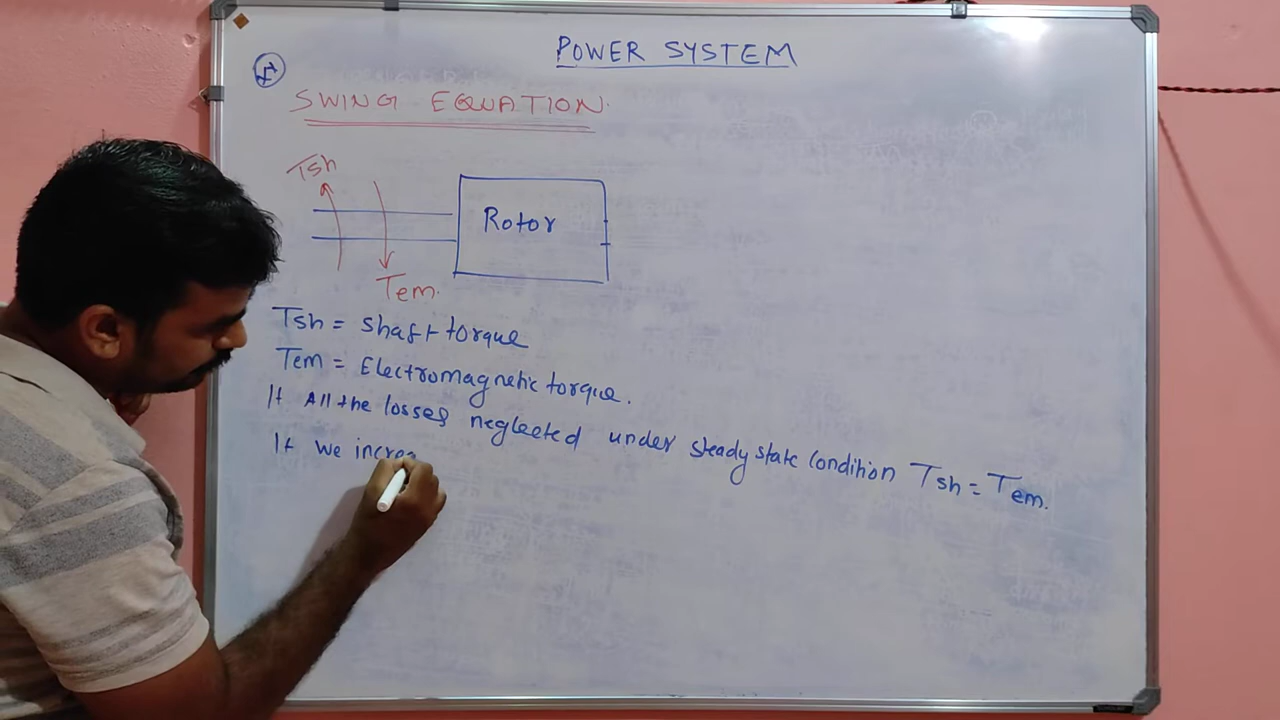 POWER SYSTEM
SWING EQUATION.
Tsh
Rotor
Tem.
Tsh = shaft torque
Tem = Electromagnetic torque.
If All the losses neglected under steady state condition Tsh = Tem.
If we increa